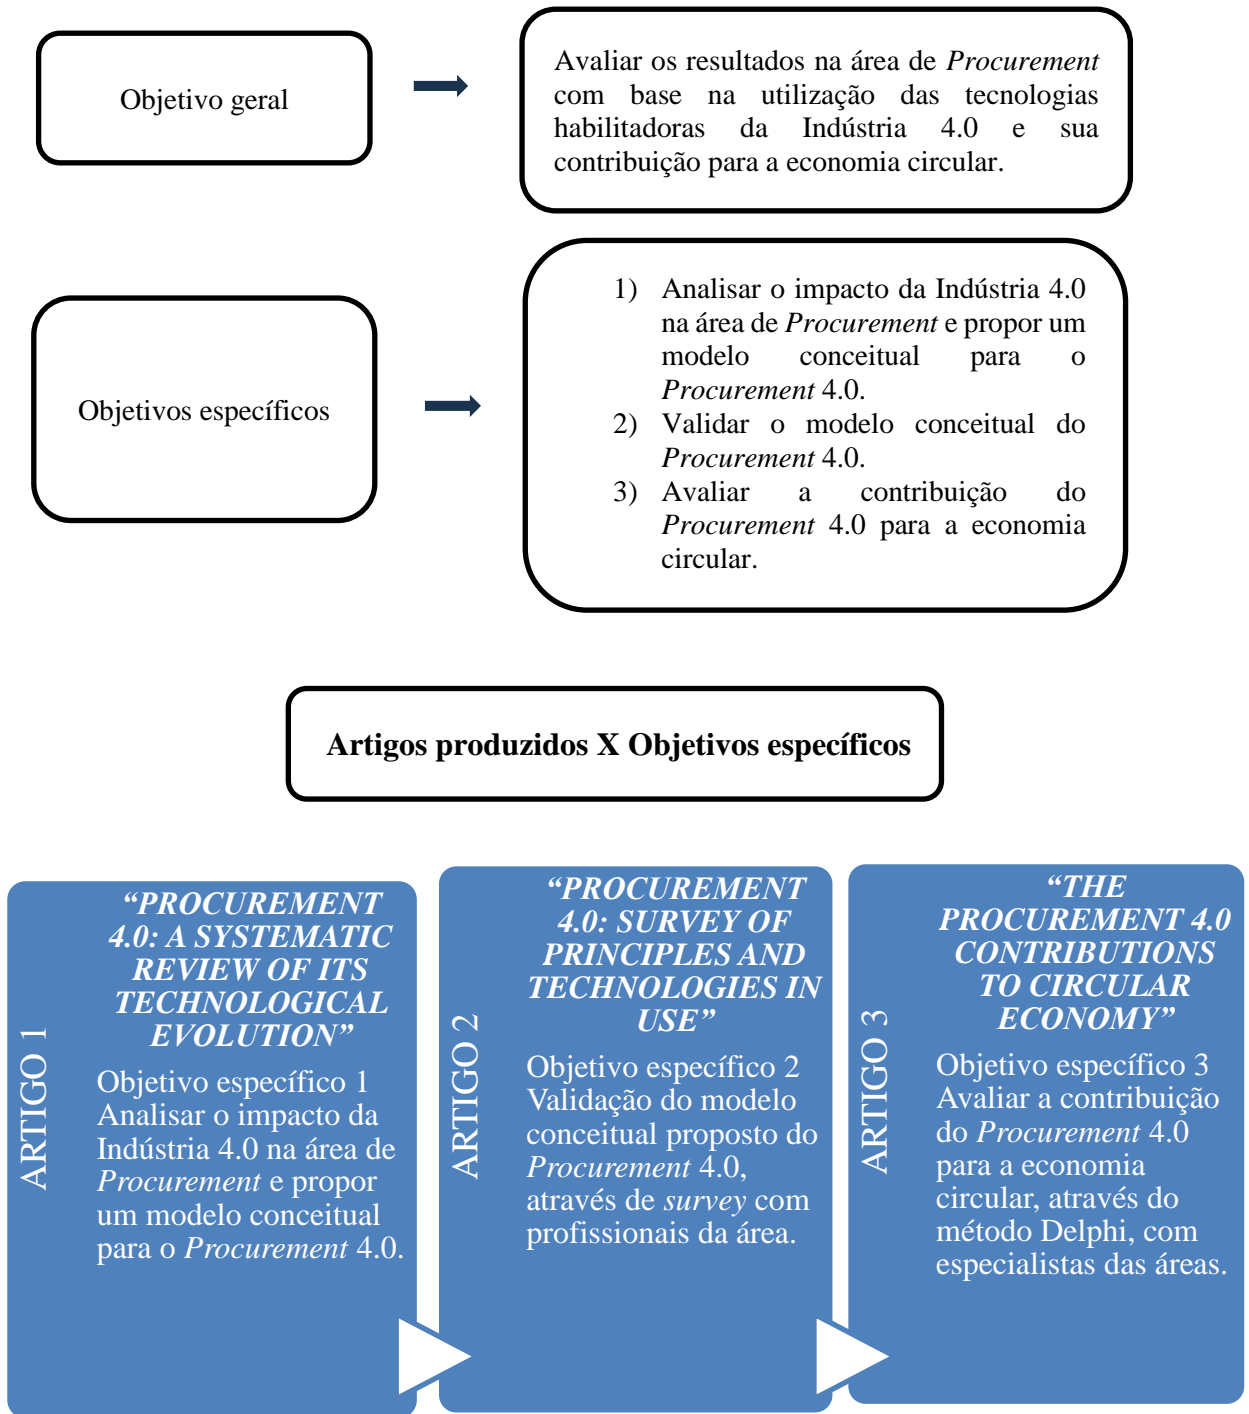 Objetivo geral
Avaliar os resultados na área de Procurement
com base na utilização das tecnologias
habilitadoras da Indústria 4.0 e sua
contribuição para a economia circular.
Objetivos específicos
1) Analisar o impacto da Indústria 4.0
na área de Procurement e propor um
modelo conceitual para o
Procurement 4.0.
2) Validar o modelo conceitual do
Procurement 4.0.
3) Avaliar a contribuição do
Procurement 4.0 para a economia
circular.
Artigos produzidos X Objetivos específicos
ARTIGO 1
“PROCUREMENT
4.0: A SYSTEMATIC
REVIEW OF ITS
TECHNOLOGICAL
EVOLUTION”
Objetivo específico 1
Analisar o impacto da
Indústria 4.0 na área de
Procurement e propor
um modelo conceitual
para o Procurement 4.0.
ARTIGO 2
“PROCUREMENT
4.0: SURVEY OF
PRINCIPLES AND
TECHNOLOGIES IN
USE”
Objetivo específico 2
Validação do modelo
conceitual proposto do
Procurement 4.0,
através de survey com
profissionais da área.
ARTIGO 3
“THE
PROCUREMENT 4.0
CONTRIBUTIONS
TO CIRCULAR
ECONOMY”
Objetivo específico 3
Avaliar a contribuição
do Procurement 4.0
para a economia
circular, através do
método Delphi, com
especialistas das áreas.